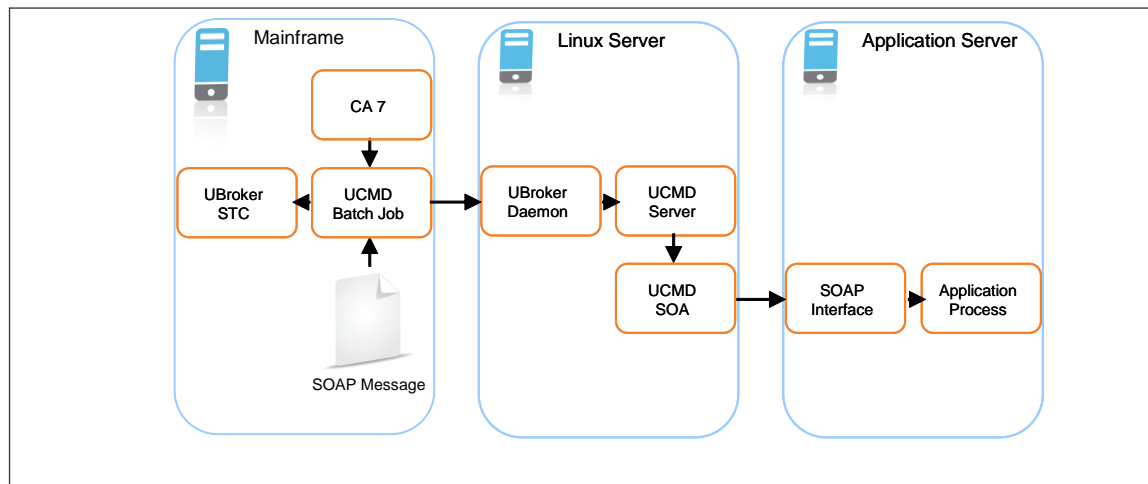 Mainframe
Linux Server
Application Server
CA 7
UBroker
STC
UCMD
Batch Job
UBroker
Daemon
UCMD
Server
UCMD
SOA
SOAP
Interface
Application
Process
SOAP Message